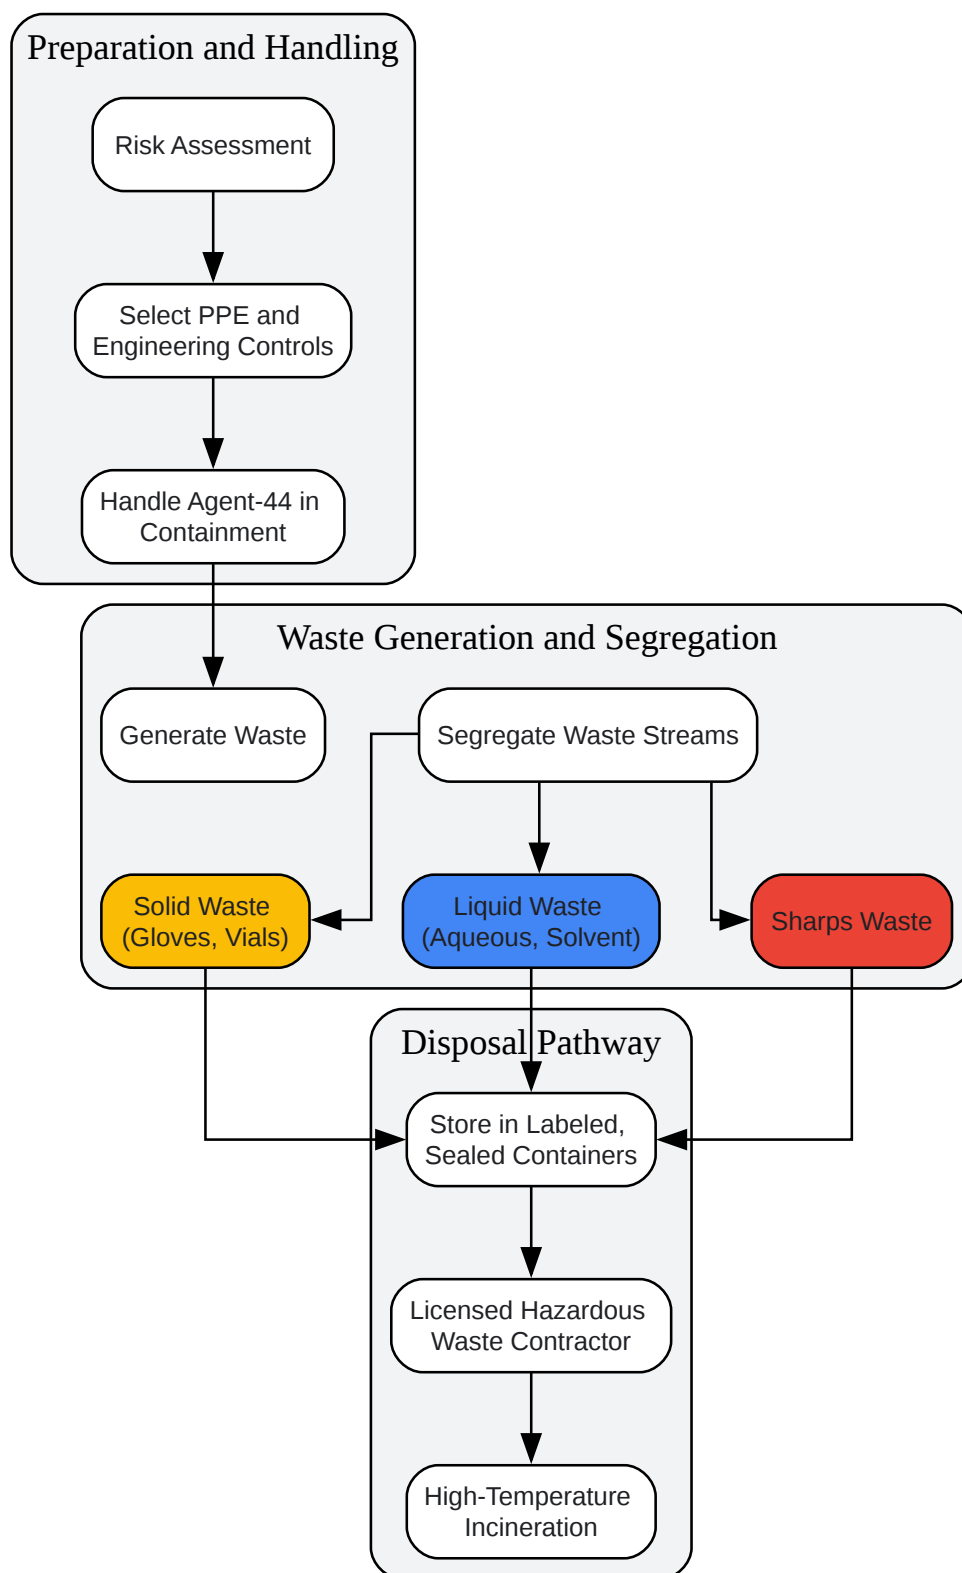 Preparation and Handling
Risk Assessment
Select PPE and
Engineering Controls
Handle Agent-44 in
Containment
Waste Generation and Segregation
Generate Waste
Segregate Waste Streams
Solid Waste
(Gloves, Vials)
Liquid Waste
(Aqueous, Solvent)
Sharps Waste
Disposal Pathway
Store in Labeled,
Sealed Containers
Licensed Hazardous
Waste Contractor
High-Temperature
Incineration